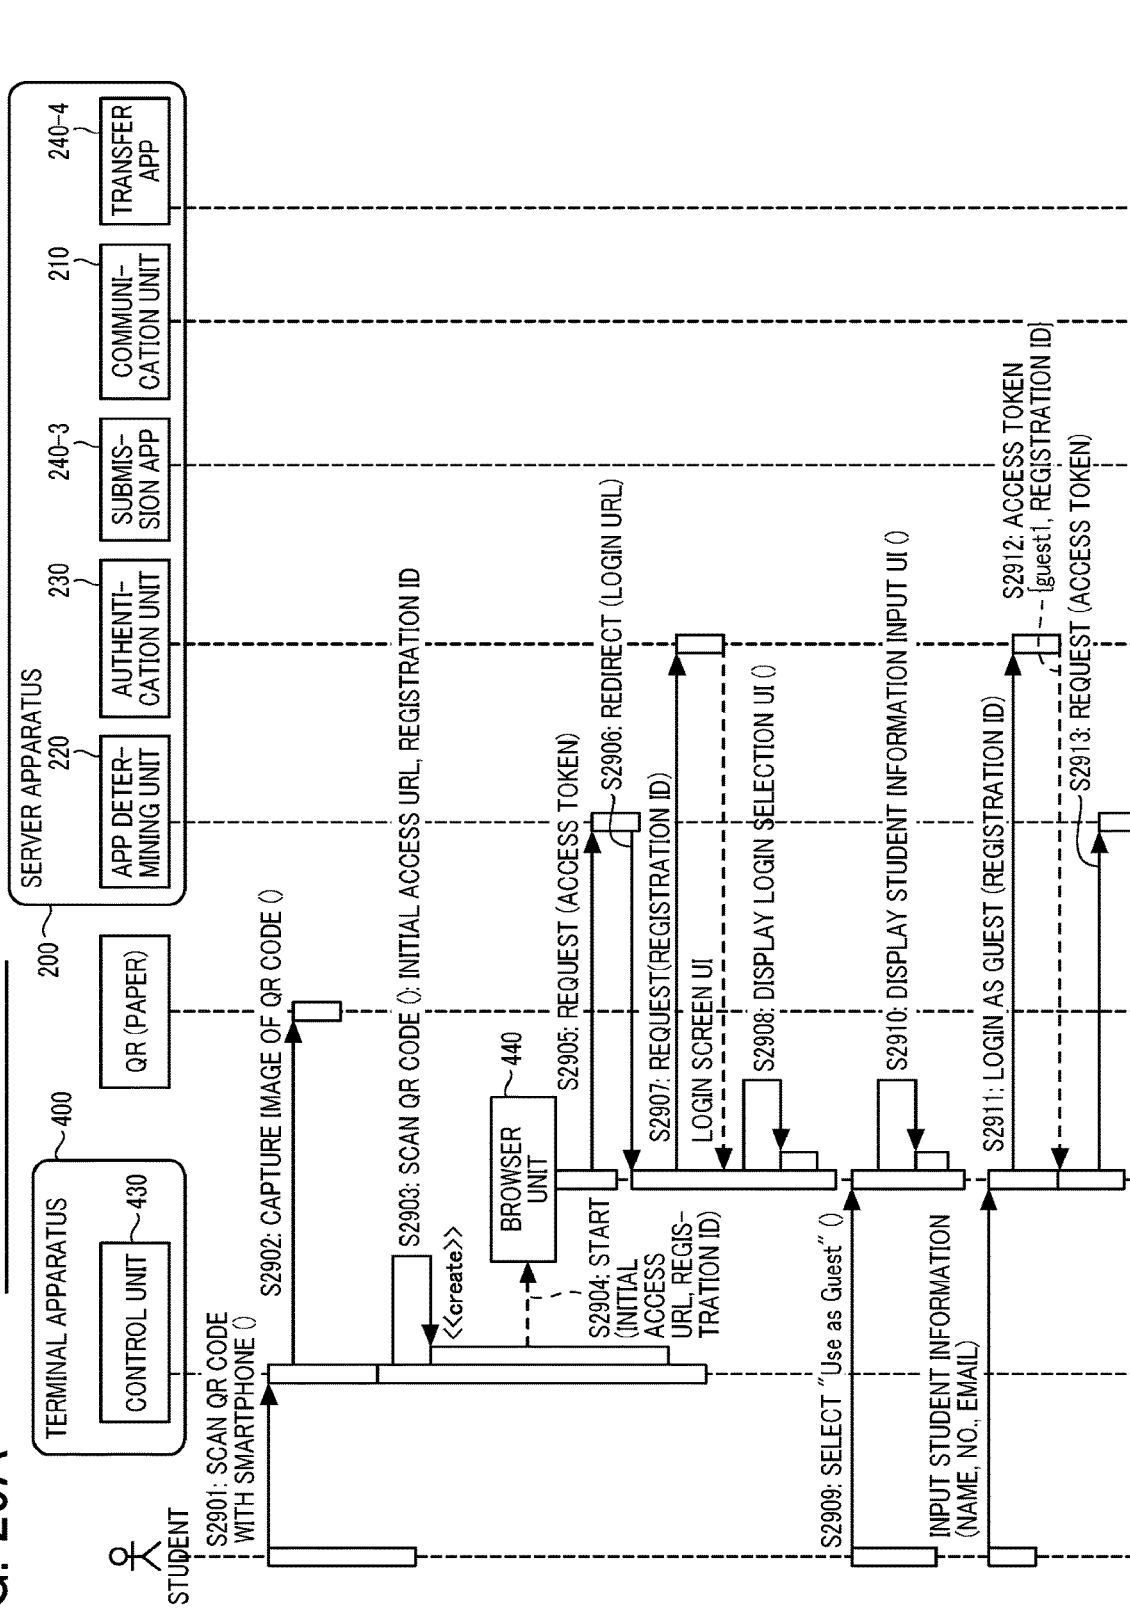 STUDENT
TERMINAL APPARATUS
400
CONTROL UNIT
430
QR (PAPER)
200
SERVER APPARATUS
APP DETER-
MINING UNIT
220
AUTHENTI-
CATION UNIT
230
SUBMIS-
SION APP
240-3
COMMUNI-
CATION UNIT
210
TRANSFER
APP
240-4
S2901: SCAN QR CODE
WITH SMARTPHONE ()
S2902: CAPTURE IMAGE OF QR CODE ()
S2903: SCAN QR CODE (): INITIAL ACCESS URL, REGISTRATION ID
<<create>>
BROWSER
UNIT
440
S2904: START
(INITIAL
ACCESS
URL, REGIS-
TRATION ID)
S2905: REQUEST (ACCESS TOKEN)
S2906: REDIRECT (LOGIN URL)
S2907: REQUEST(REGISTRATION ID)
LOGIN SCREEN UI
S2908: DISPLAY LOGIN SELECTION UI ()
S2909: SELECT "Use as Guest" ()
S2910: DISPLAY STUDENT INFORMATION INPUT UI ()
INPUT STUDENT INFORMATION
(NAME, NO., EMAIL)
S2911: LOGIN AS GUEST (REGISTRATION ID)
S2912: ACCESS TOKEN
{guest1, REGISTRATION ID}
S2913: REQUEST (ACCESS TOKEN)